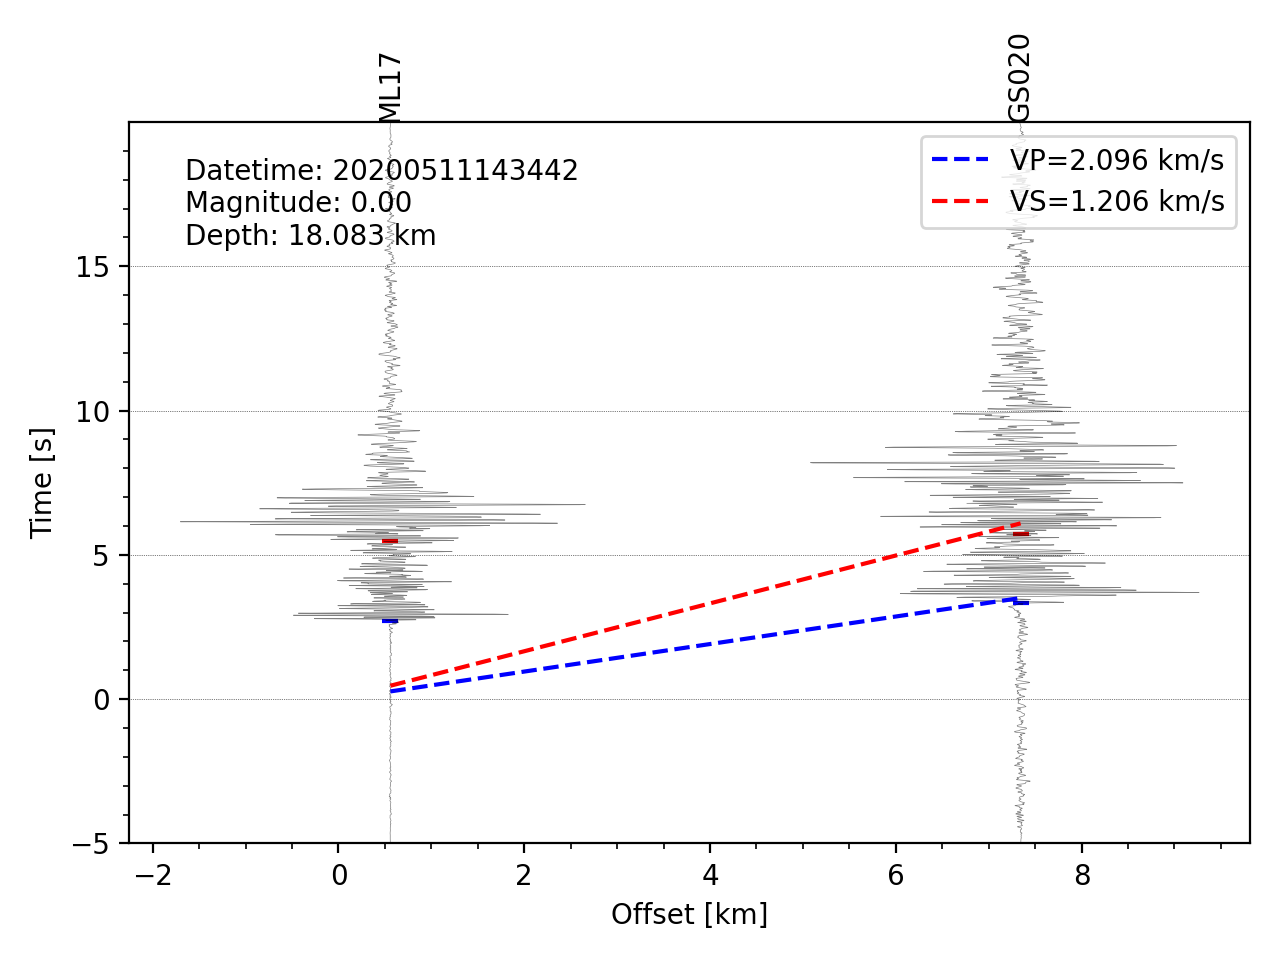 ML17
GS020
Datetime: 20200511143442
Magnitude: 0.00
Depth: 18.083 km
VP=2.096 km/s
VS=1.206 km/s
15
10
5
0
−5
Time [s]
−2
0
2
4
6
8
Offset [km]